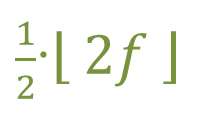 1/2·⌊ 2f ⌋